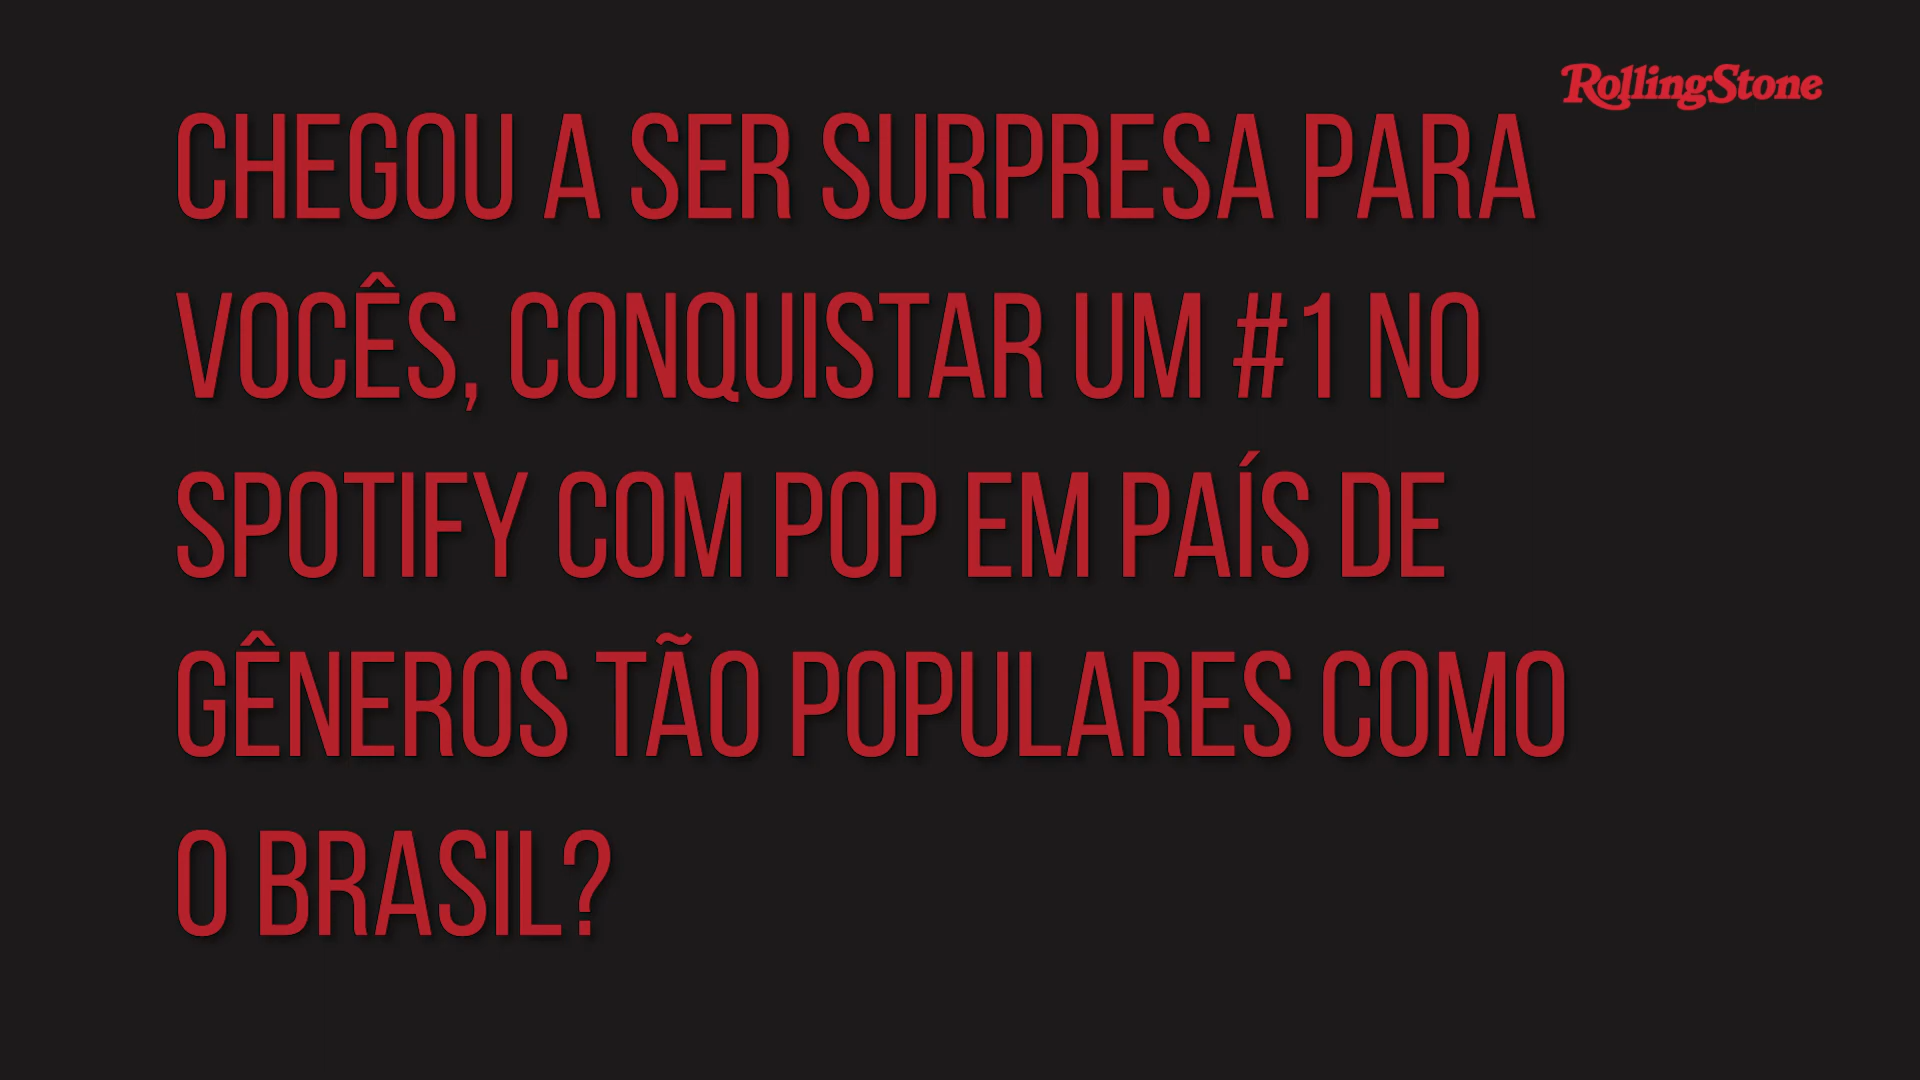 RollingStone
CHEGOU A SER SURPRESA PARA
VOCÊS, CONQUISTAR UM #1 NO
SPOTIFY COM POP EM PAÍS DE
GÊNEROS TÃO POPULARES COMO
O BRASIL?